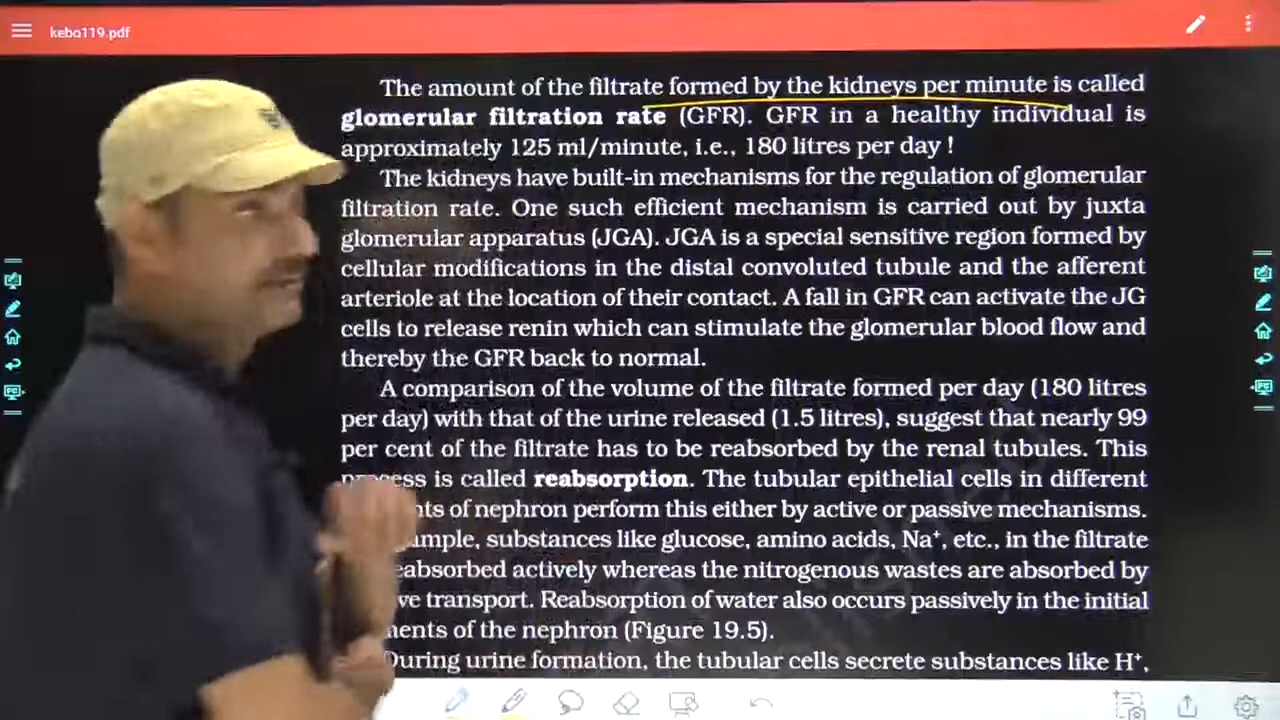 kebo119.pdf
The amount of the filtrate formed by the kidneys per minute is called
glomerular filtration rate (GFR). GFR in a healthy individual is
approximately 125 ml/minute, i.e., 180 litres per day !
The kidneys have built-in mechanisms for the regulation of glomerular
filtration rate. One such efficient mechanism is carried out by juxta
glomerular apparatus (JGA). JGA is a special sensitive region formed by
cellular modifications in the distal convoluted tubule and the afferent
arteriole at the location of their contact. A fall in GFR can activate the JG
cells to release renin which can stimulate the glomerular blood flow and
thereby the GFR back to normal.
A comparison of the volume of the filtrate formed per day (180 litres
per day) with that of the urine released (1.5 litres), suggest that nearly 99
per cent of the filtrate has to be reabsorbed by the renal tubules. This
is called reabsorption. The tubular epithelial cells in different
of nephron perform this either by active or passive mechanisms.
substances like glucose, amino acids, Na⁺, etc., in the filtrate
actively whereas the nitrogenous wastes are absorbed by
transport. Reabsorption of water also occurs passively in the initial
of the nephron (Figure 19.5).
During urine formation, the tubular cells secrete substances like H⁺,